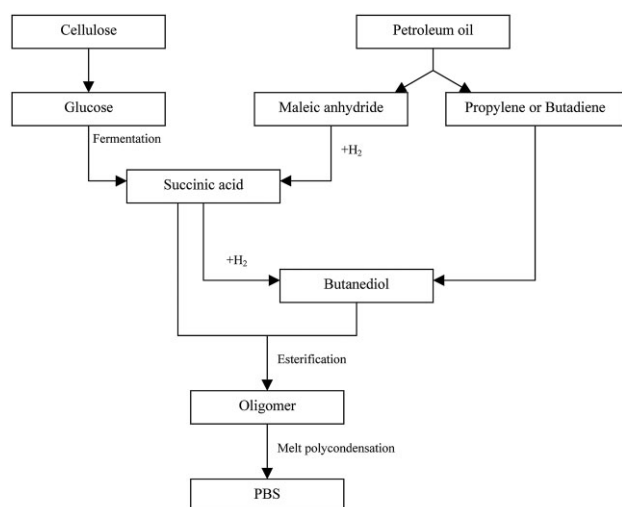 Cellulose
Petroleum oil
Glucose
Maleic anhydride
Propylene or Butadiene
Fermentation
+H₂
Succinic acid
+H₂
Butanediol
Esterification
Oligomer
Melt polycondensation
PBS